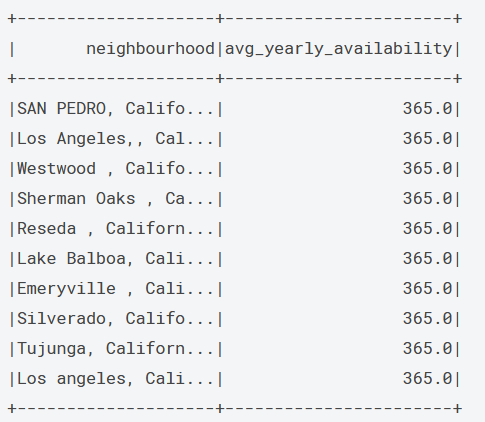 +--------------------+----------------------+
|       neighbourhood|avg_yearly_availability|
+--------------------+----------------------+
|SAN PEDRO, Califo...|                 365.0|
|Los Angeles,, Cal...|                 365.0|
|Westwood , Califo...|                 365.0|
|Sherman Oaks , Ca...|                 365.0|
|Reseda , Californ...|                 365.0|
|Lake Balboa, Cali...|                 365.0|
|Emeryville , Cali...|                 365.0|
|Silverado, Califo...|                 365.0|
|Tujunga, Californ...|                 365.0|
|Los angeles, Cali...|                 365.0|
+--------------------+----------------------+